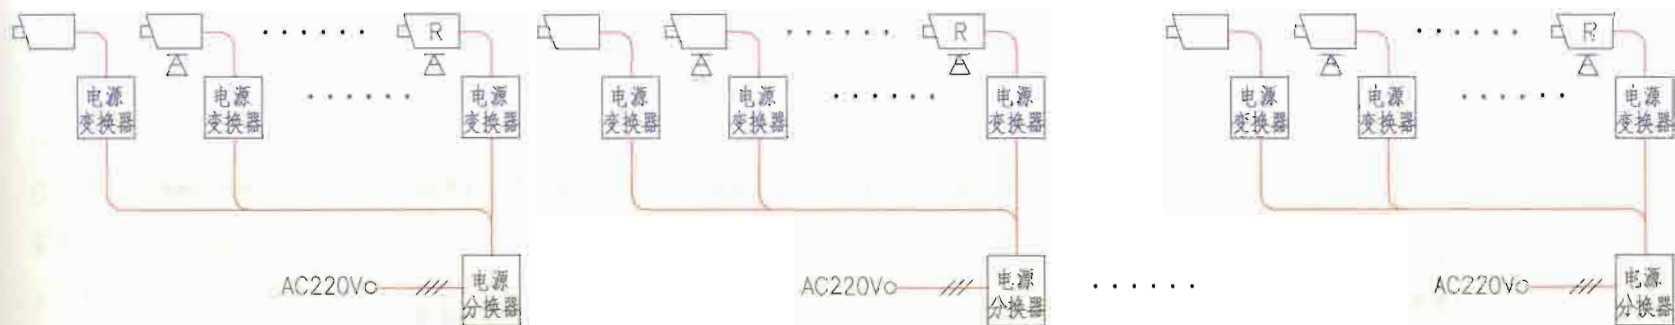 R R R
电源 电源 电源 电源 电源 电源 电源 电源 电源
变换器 变换器 变换器 变换器 变换器 变换器 变换器 变换器 变换器
AC220V 电源 AC220V 电源 AC220V 电源
分换器 分换器 分换器